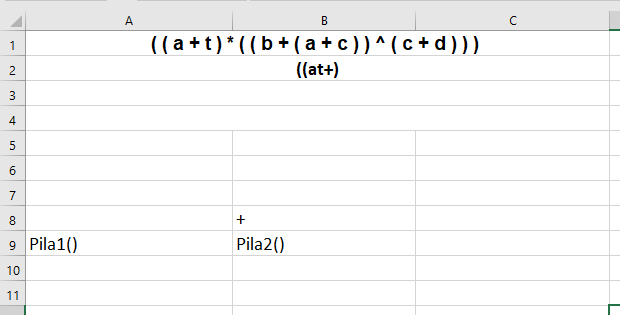 A B C
1 ( ( a + t ) * ( ( b + ( a + c ) ) ^ ( c + d ) ) )
2 ((at+)
3
4
5
6
7
8 +
9 Pila1() Pila2()
10
11